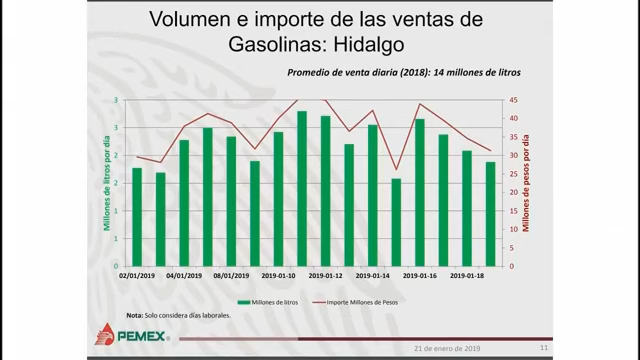 Volumen e importe de las ventas de
Gasolinas: Hidalgo
Promedio de venta diaria (2018): 14 millones de litros
3
3
2
2
1
1
0
Millones de litros por día
45
40
35
30
25
20
15
10
5
0
Millones de pesos por día
02/01/2019 04/01/2019 08/01/2019 2019-01-10 2019-01-12 2019-01-14 2019-01-16 2019-01-18
Millones de litros Importe Millones de Pesos
Nota: Solo considera días laborales.
PEMEX
21 de enero de 2019 11